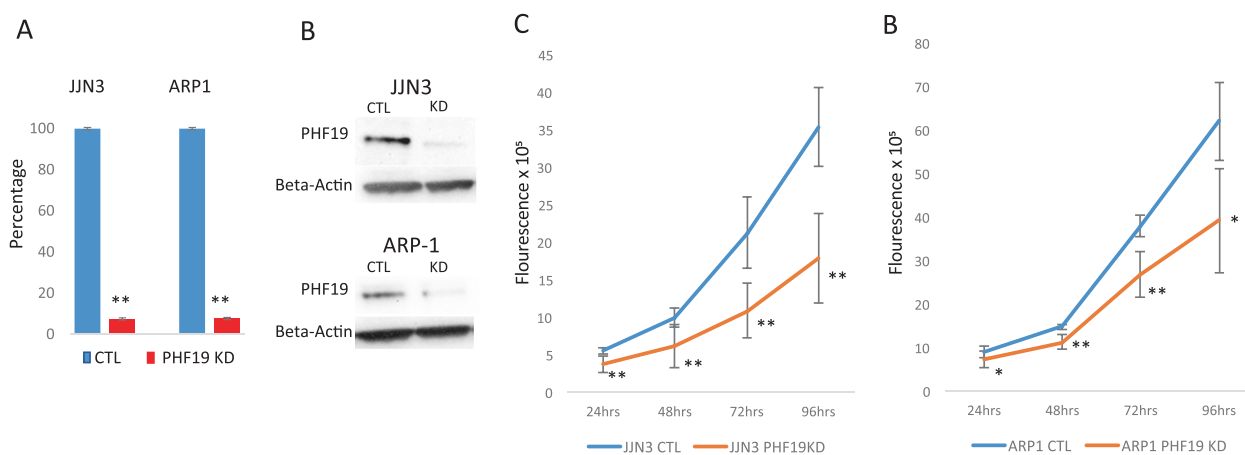 A
JJN3
ARP1
Percentage
100
80
60
40
20
0
**
**
CTL
PHF19 KD
B
JJN3
CTL
KD
PHF19
Beta-Actin
ARP-1
CTL
KD
PHF19
Beta-Actin
C
Flourescence x 10⁵
45
40
35
30
25
20
15
10
5
0
**
**
**
**
24hrs
48hrs
72hrs
96hrs
JJN3 CTL
JJN3 PHF19KD
B
Flourescence x 10⁵
80
70
60
50
40
30
20
10
0
*
**
**
*
24hrs
48hrs
72hrs
96hrs
ARP1 CTL
ARP1 PHF19 KD